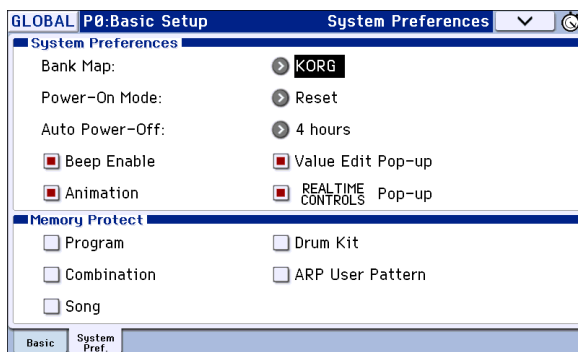 GLOBAL P0:Basic Setup System Preferences
System Preferences
Bank Map: KORG
Power-On Mode: Reset
Auto Power-Off: 4 hours
Beep Enable Value Edit Pop-up
Animation REALTIME CONTROLS Pop-up
Memory Protect
Program Drum Kit
Combination ARP User Pattern
Song
Basic System Pref.